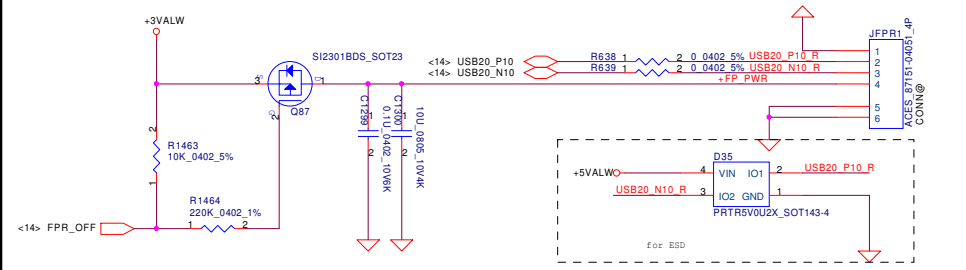 +3VALW
SI2301BDS_SOT23
S
3
D
1
G
2
Q87
R1463
10K_0402_5%
2
1
R1464
220K_0402_1%
1
2
<14> FPR_OFF
C1299
0.1U_0402_10V6K
1
2
C1300
10U_0805_10V4K
1
2
<14> USB20_P10
<14> USB20_N10
R638 1
2 0_0402_5% USB20_P10_R
R639 1
2 0_0402_5% USB20_N10_R
+FP_PWR
JFPR1
1
2
3
4
5
6
ACES_87151-04051_4P
CONN@
D35
+5VALW
4 VIN IO1 2 USB20_P10_R
USB20_N10_R 3 IO2 GND 1
PRTR5V0U2X_SOT143-4
for ESD